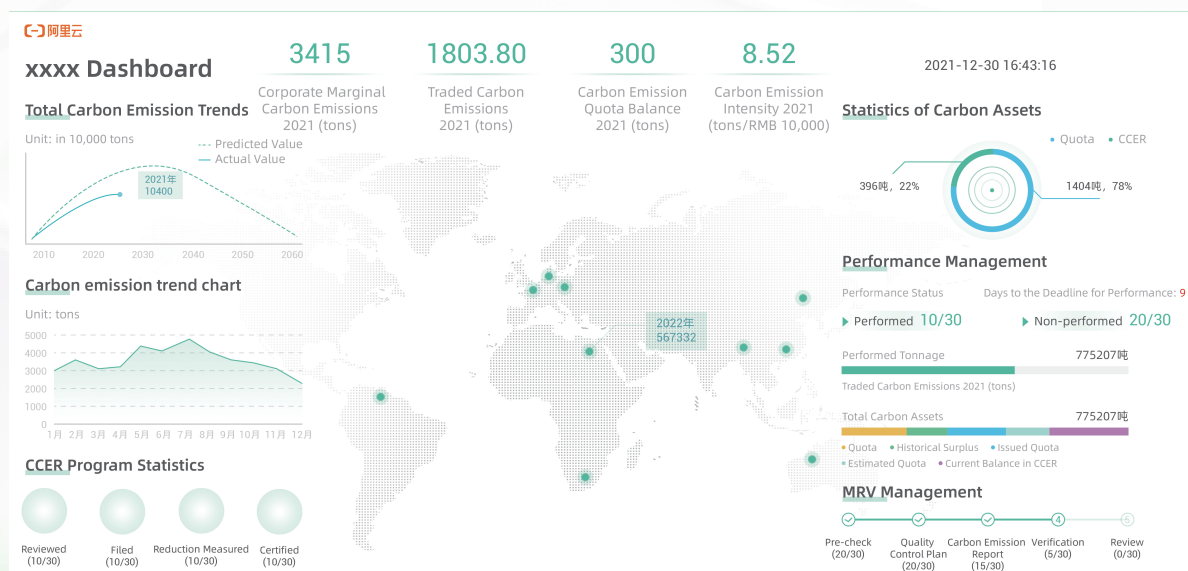 阿里云
xxxx Dashboard
3415
Corporate Marginal
Carbon Emissions
2021 (tons)
1803.80
Traded Carbon
Emissions
2021 (tons)
300
Carbon Emission
Quota Balance
2021 (tons)
8.52
Carbon Emission
Intensity 2021
(tons/RMB 10,000)
2021-12-30 16:43:16
Total Carbon Emission Trends
Unit: in 10,000 tons
Predicted Value
Actual Value
2021年
10400
2010 2020 2030 2040 2050 2060
Carbon emission trend chart
Unit: tons
5000
4000
3000
2000
1000
0
1月 2月 3月 4月 5月 6月 7月 8月 9月 10月 11月 12月
CCER Program Statistics
Reviewed
(10/30)
Filed
(10/30)
Reduction Measured
(10/30)
Certified
(10/30)
2022年
567332
Statistics of Carbon Assets
Quota CCER
396吨，22%
1404吨，78%
Performance Management
Performance Status
Days to the Deadline for Performance: 9
Performed 10/30
Non-performed 20/30
Performed Tonnage 775207吨
Traded Carbon Emissions 2021 (tons)
Total Carbon Assets 775207吨
Quota Historical Surplus Issued Quota
Estimated Quota Current Balance in CCER
MRV Management
4
5
Pre-check
(20/30)
Quality
Control Plan
(20/30)
Carbon Emission
Report
(15/30)
Verification
(5/30)
Review
(0/30)